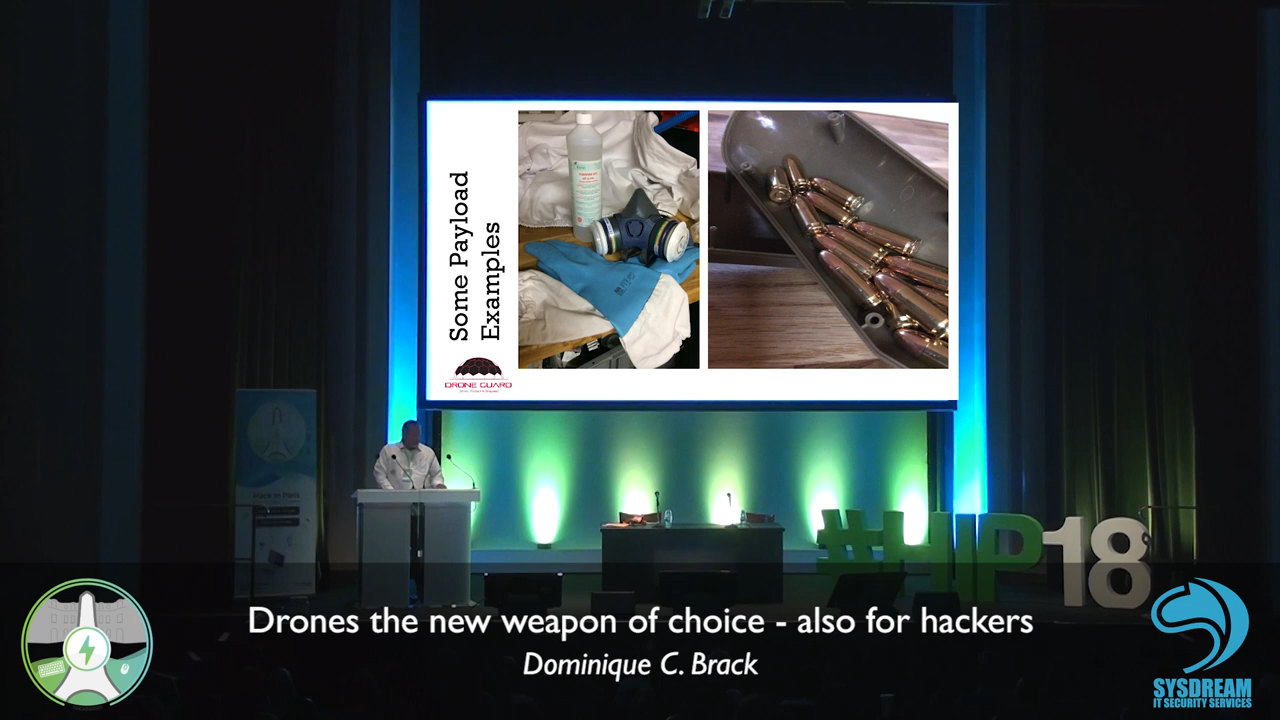 Some Payload
Examples
DRONE GUARD
#HIP18
Drones the new weapon of choice - also for hackers
Dominique C. Brack
SYSDREAM
IT SECURITY SERVICES